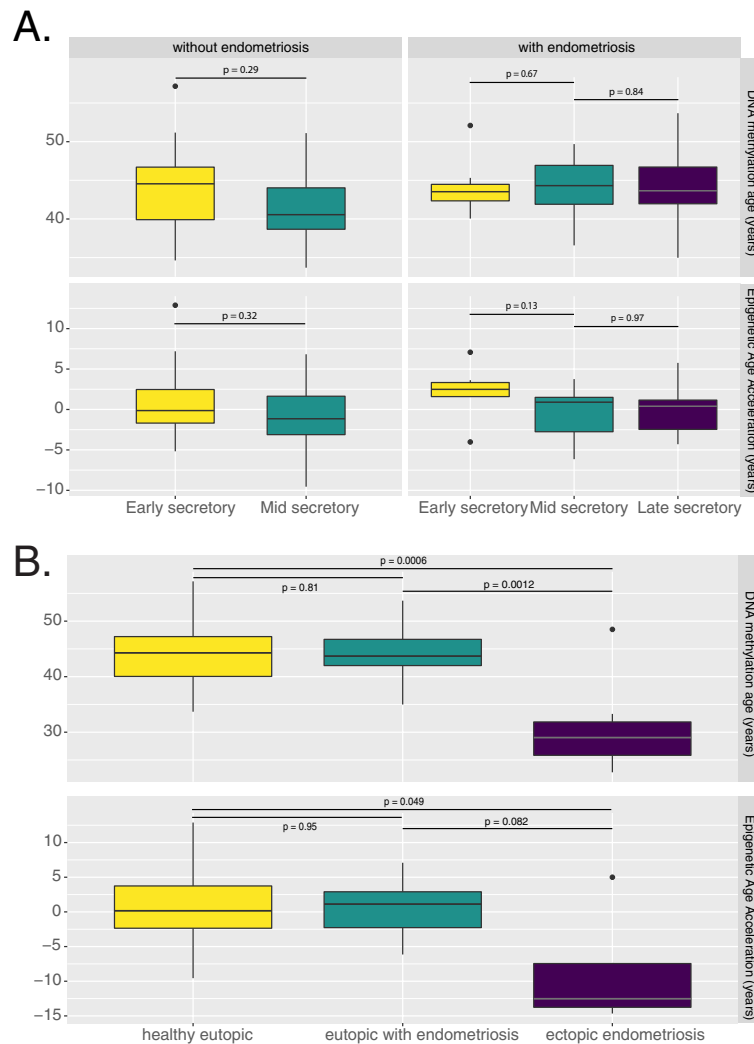 A.
without endometriosis
with endometriosis
p = 0.29
p = 0.67
p = 0.84
50
40
DNA methylation age (years)
p = 0.32
p = 0.13
p = 0.97
10
5
0
−5
−10
Epigenetic Age Acceleration (years)
Early secretory
Mid secretory
Early secretory
Mid secretory
Late secretory
B.
p = 0.0006
p = 0.81
p = 0.0012
50
40
30
DNA methylation age (years)
p = 0.049
p = 0.95
p = 0.082
10
5
0
−5
−10
−15
Epigenetic Age Acceleration (years)
healthy eutopic
eutopic with endometriosis
ectopic endometriosis